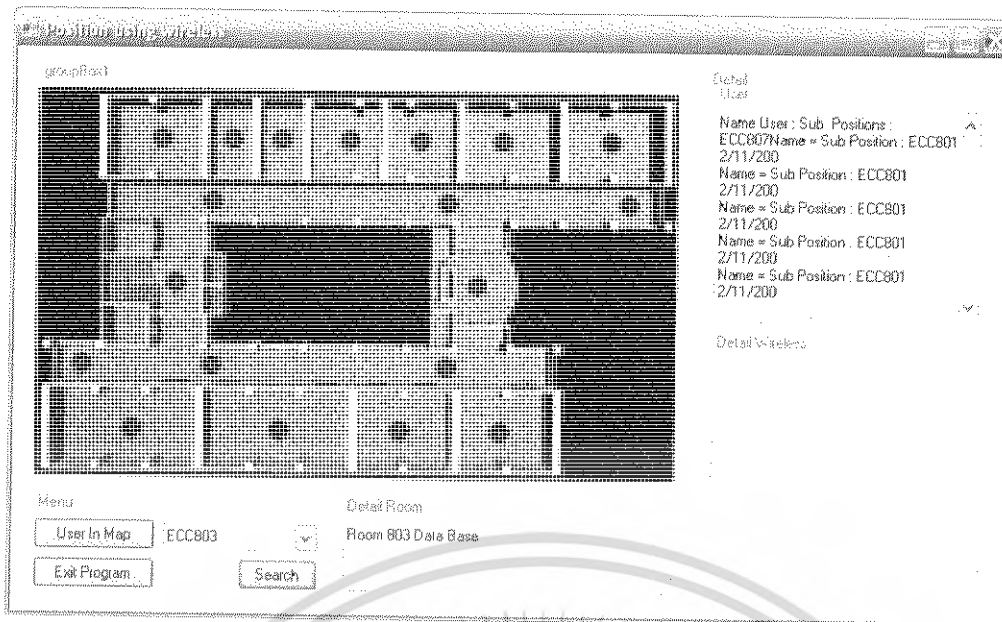 Position using wireless
groupBox1
Detail
User
Name User : Sub Positions :
ECC807Name = Sub Position : ECC801
2/11/200
Name = Sub Position : ECC801
2/11/200
Name = Sub Position : ECC801
2/11/200
Name = Sub Position : ECC801
2/11/200
Name = Sub Position : ECC801
2/11/200
Detail Wireless
Menu
Detail Room
User In Map
ECC803
Room 803 Data Base
Exit Program
Search